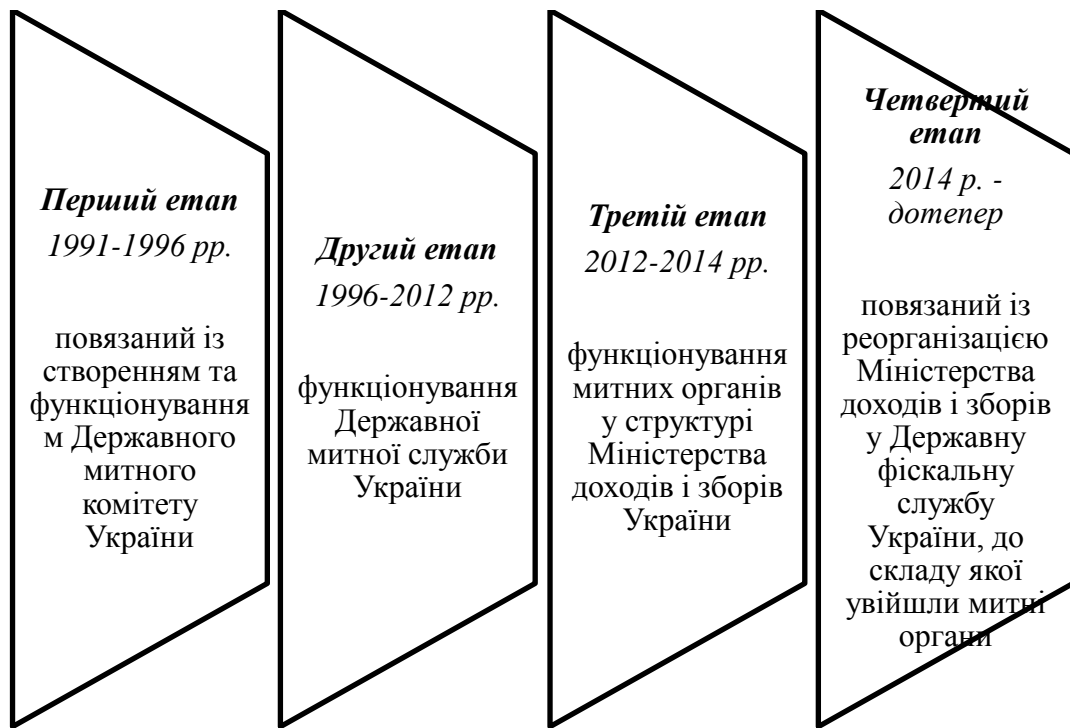 Перший етап
1991-1996 рр.
повязаний із
створенням та
функціонування
м Державного
митного
комітету
України
Другий етап
1996-2012 рр.
функціонування
Державної
митної служби
України
Третій етап
2012-2014 рр.
функціонування
митних органів
у структурі
Міністерства
доходів і зборів
України
Четвертий
етап
2014 р. -
дотепер
повязаний із
реорганізацією
Міністерства
доходів і зборів
у Державну
фіскальну
службу
України, до
складу якої
увійшли митні
органи